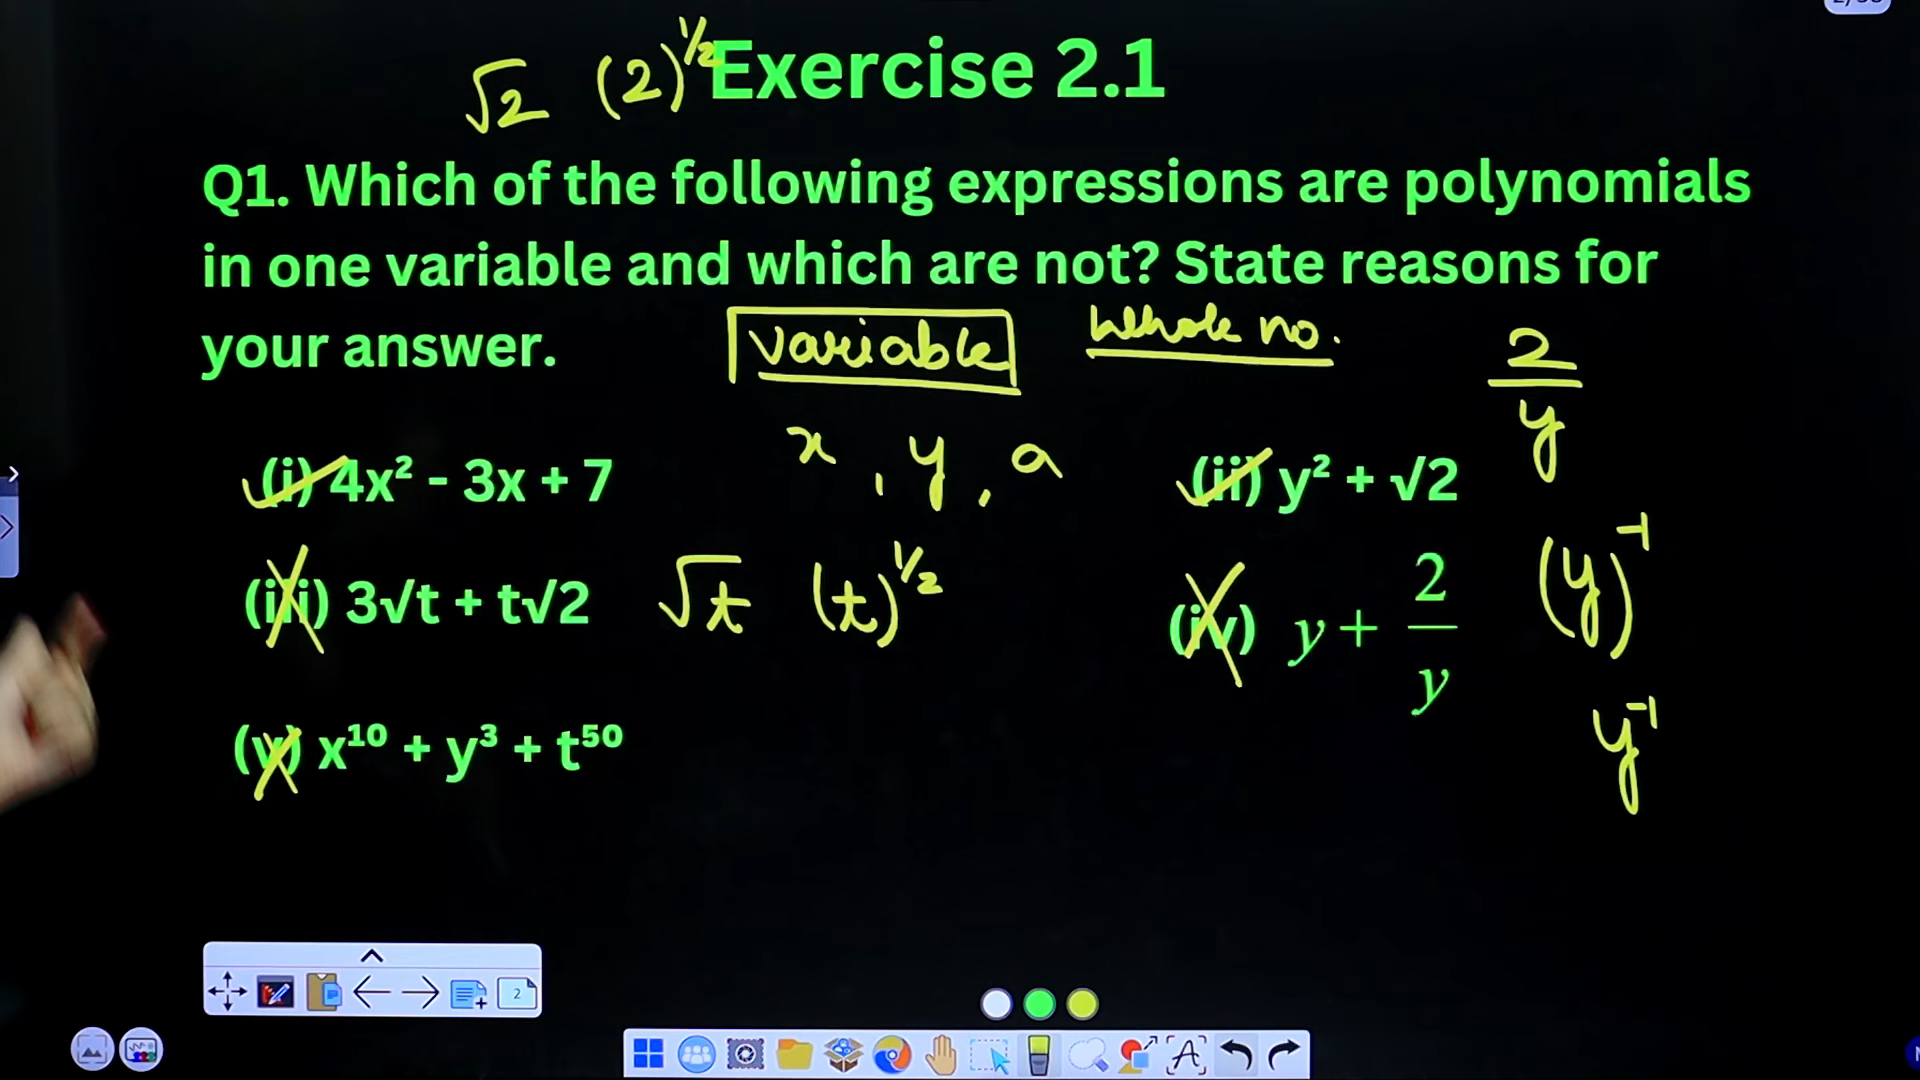 √2 (2)^1/2 Exercise 2.1
Q1. Which of the following expressions are polynomials
in one variable and which are not? State reasons for
your answer.
variable
Whole no.
2/y
x, y, a
(i) 4x² - 3x + 7
(ii) y² + √2
(iii) 3√t + t√2
√t (t)^1/2
(iv) y + 2/y
(y)^-1
y^-1
(v) x¹⁰ + y³ + t⁵⁰
2